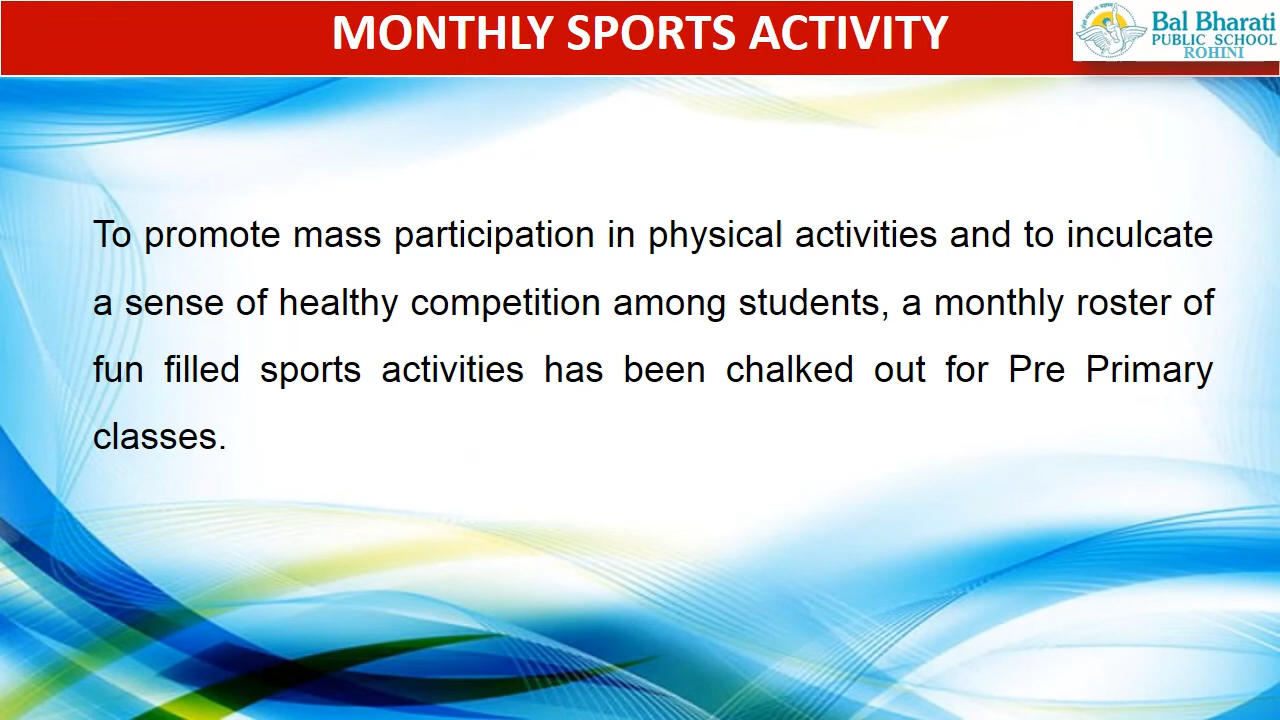 MONTHLY SPORTS ACTIVITY
Bal Bharati
PUBLIC SCHOOL
ROHINI
To promote mass participation in physical activities and to inculcate
a sense of healthy competition among students, a monthly roster of
fun filled sports activities has been chalked out for Pre Primary
classes.